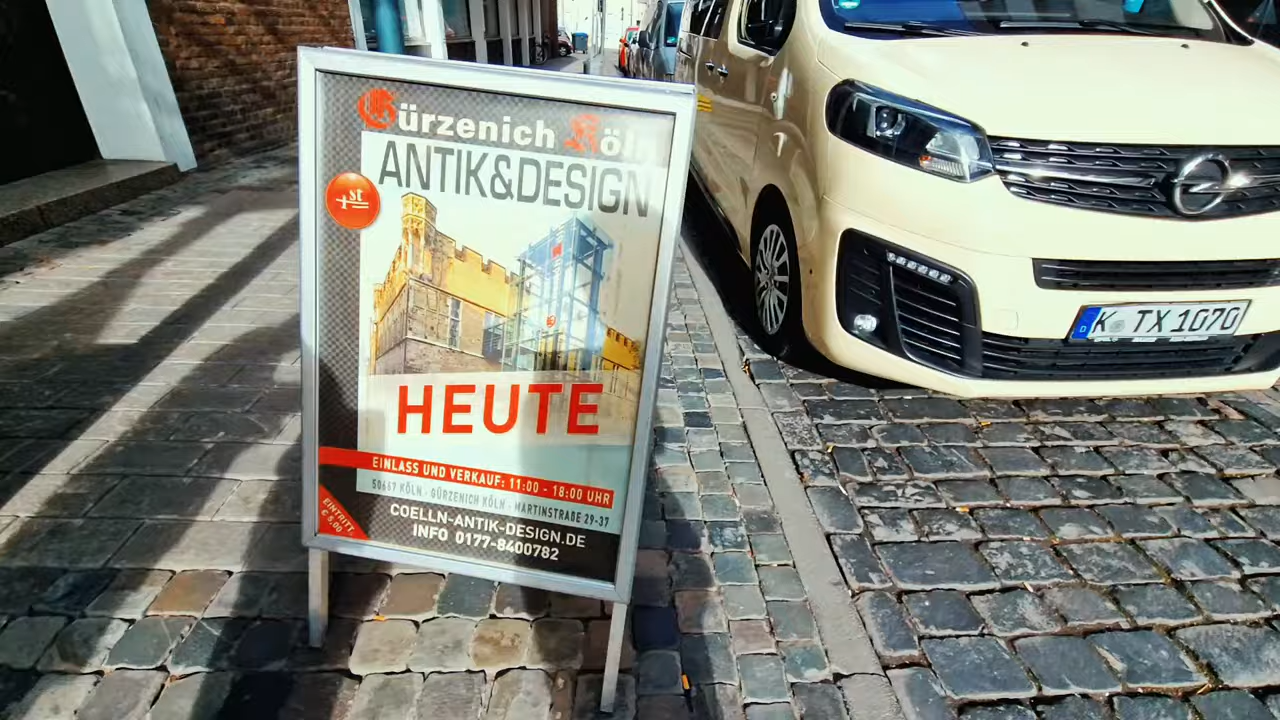 Gürzenich Köln
ANTIK&DESIGN
1st
HEUTE
EINLASS UND VERKAUF: 11:00 - 18:00 UHR
50667 KÖLN - GÜRZENICH KÖLN - MARTINSTRAßE 29-37
EINTRITT
€ 5,00
COELLN-ANTIK-DESIGN.DE
INFO 0177-8400782
D
K TX 1070